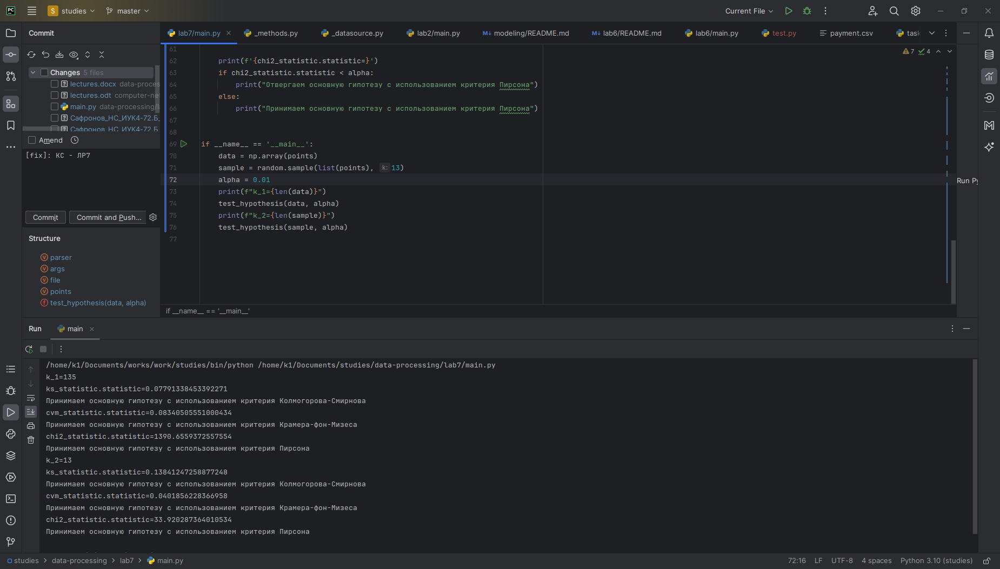 PC
S studies
master
Current File
Commit
Changes 5 files
lectures.docx data-proces
lectures.odt computer-net
main.py data-processing/l
Сафронов_НС_ИУК4-72.Б_
Сафронов_НС_ИУК4-72.Б
Amend
[fix]: КС - ЛР7
Commit
Commit and Push...
Structure
parser
args
file
points
test_hypothesis(data, alpha)
lab7/main.py
_methods.py
_datasource.py
lab2/main.py
modeling/README.md
lab6/README.md
lab6/main.py
test.py
payment.csv
task
7 4
61
62 print(f'{chi2_statistic.statistic=}')
63 if chi2_statistic.statistic < alpha:
64 print("Отвергаем основную гипотезу с использованием критерия Пирсона")
65 else:
66 print("Принимаем основную гипотезу с использованием критерия Пирсона")
67
68
69 if __name__ == '__main__':
70 data = np.array(points)
71 sample = random.sample(list(points), k: 13)
72 alpha = 0.01
73 print(f"k_1={len(data)}")
74 test_hypothesis(data, alpha)
75 print(f"k_2={len(sample)}")
76 test_hypothesis(sample, alpha)
77
if __name__ == '__main__'
Run Py
Run
main
/home/k1/Documents/works/work/studies/bin/python /home/k1/Documents/studies/data-processing/lab7/main.py
k_1=135
ks_statistic.statistic=0.07791338453392271
Принимаем основную гипотезу с использованием критерия Колмогорова-Смирнова
cvm_statistic.statistic=0.08340505551000434
Принимаем основную гипотезу с использованием критерия Крамера-фон-Мизеса
chi2_statistic.statistic=1390.6559372557554
Принимаем основную гипотезу с использованием критерия Пирсона
k_2=13
ks_statistic.statistic=0.13841247258877248
Принимаем основную гипотезу с использованием критерия Колмогорова-Смирнова
cvm_statistic.statistic=0.0401856228366958
Принимаем основную гипотезу с использованием критерия Крамера-фон-Мизеса
chi2_statistic.statistic=33.920287364010534
Принимаем основную гипотезу с использованием критерия Пирсона
studies > data-processing > lab7 > main.py
72:16 LF UTF-8 4 spaces Python 3.10 (studies)